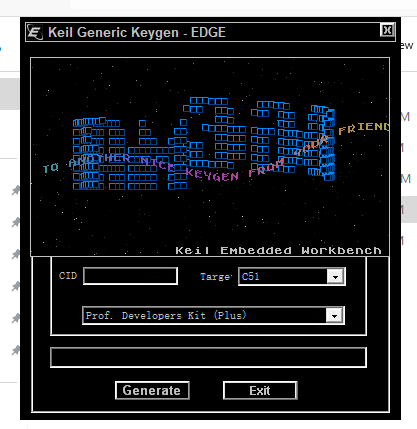 Keil Generic Keygen - EDGE
ew
TO ANOTHER NICE KEYGEN FROM YOUR FRIEND
Keil Embedded Workbench
CID
Targe
C51
Prof. Developers Kit (Plus)
Generate
Exit
M
M
M
M